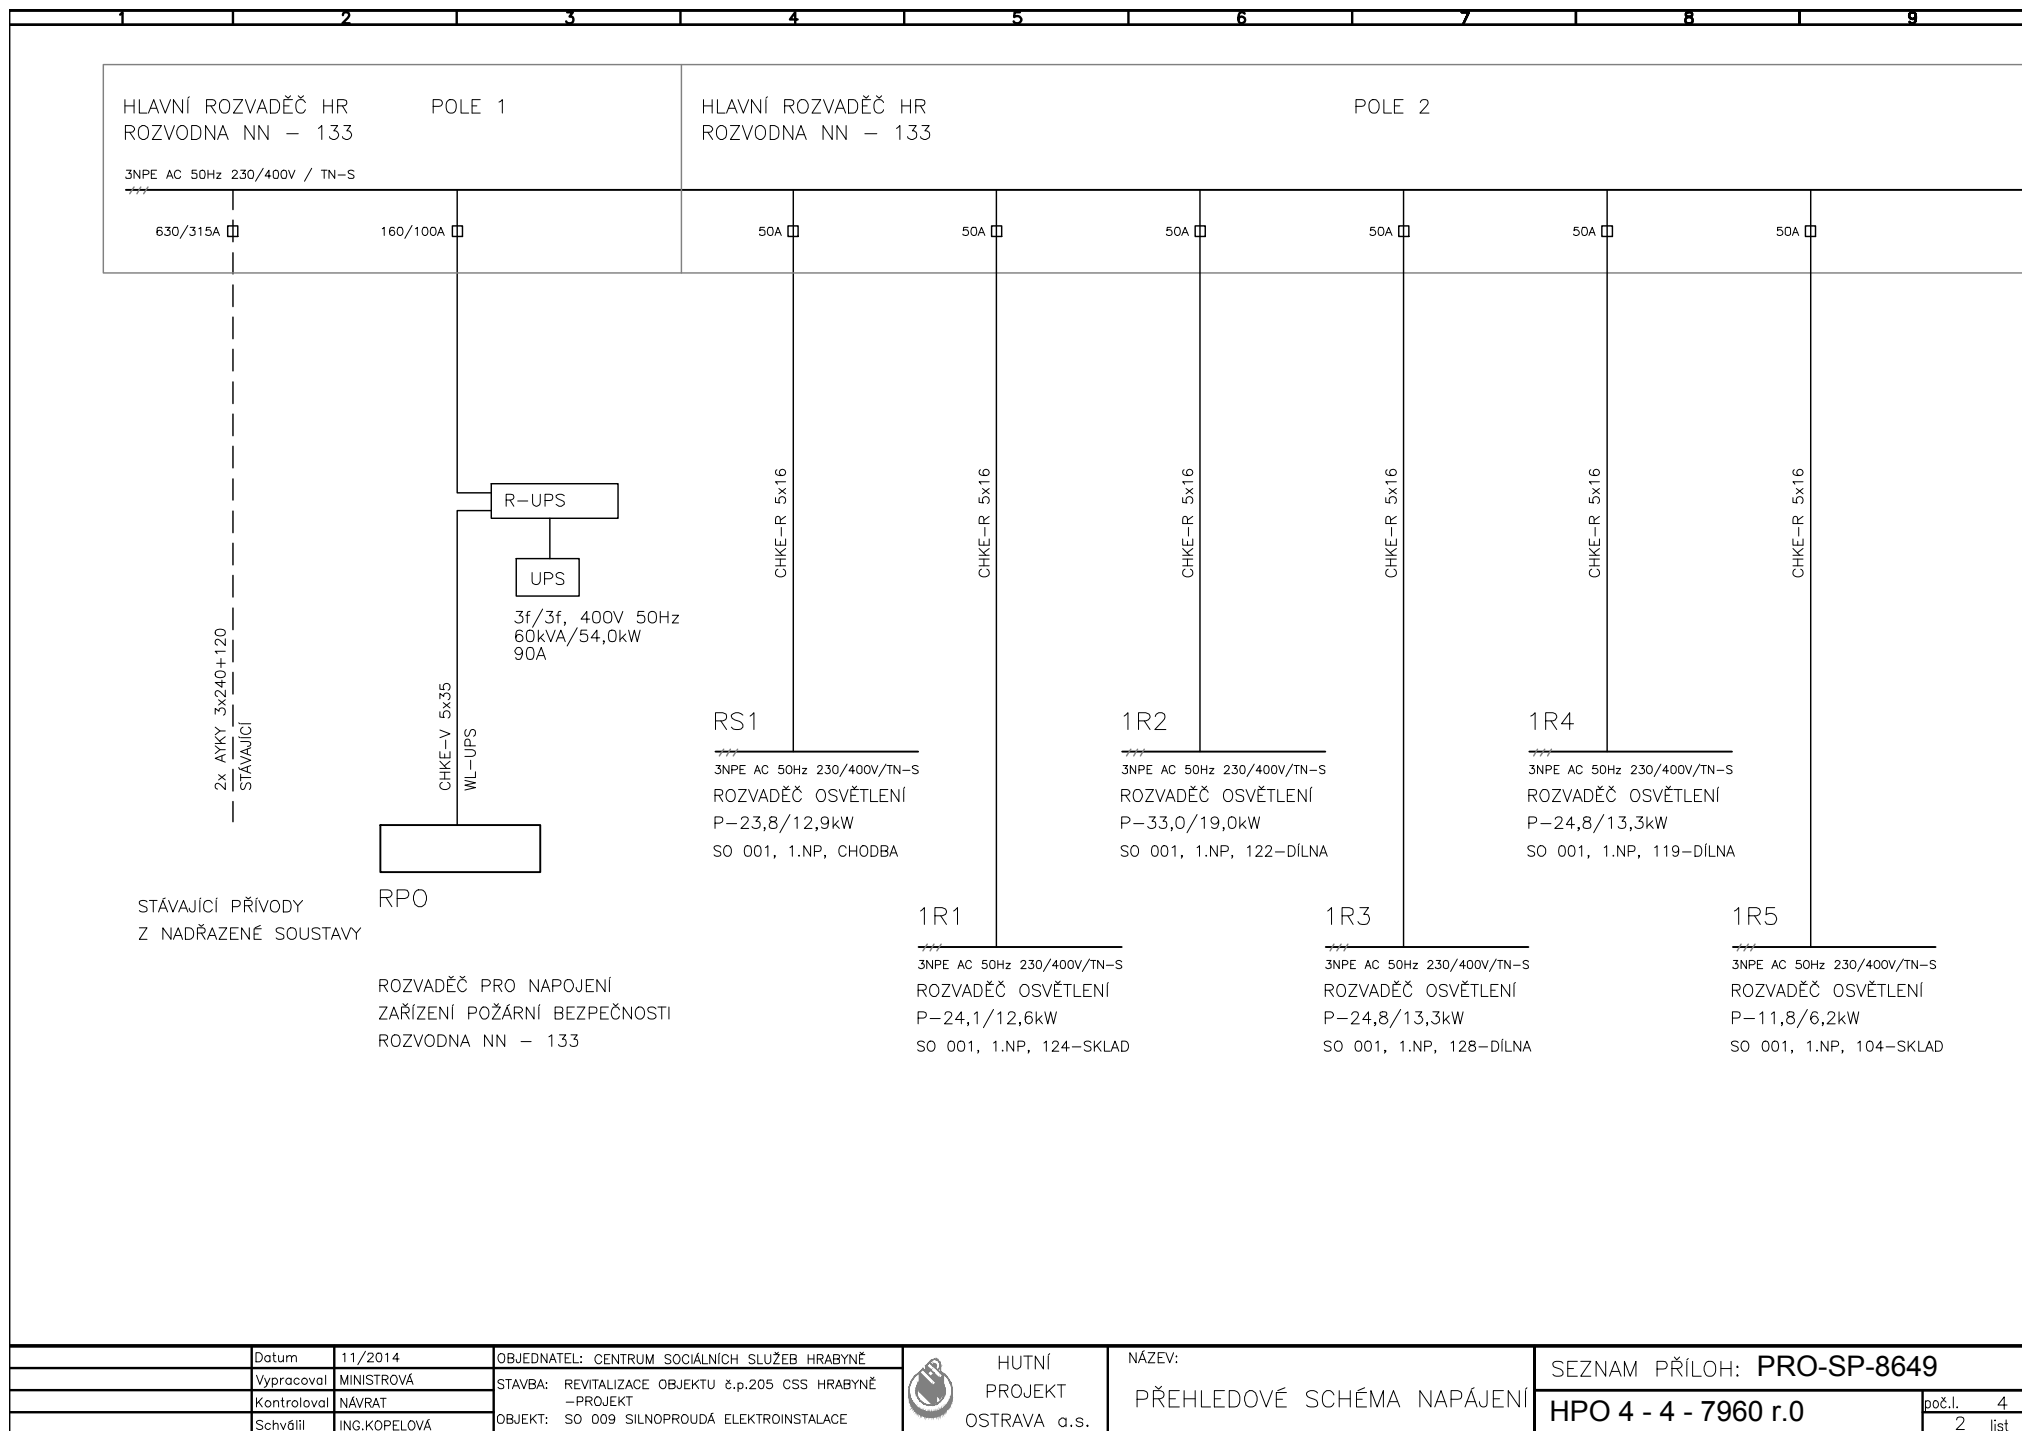 1 2 3 4 5 6 7 8 9
HLAVNÍ ROZVADĚČ HR POLE 1
ROZVODNA NN – 133
HLAVNÍ ROZVADĚČ HR POLE 2
ROZVODNA NN – 133
3NPE AC 50Hz 230/400V / TN–S
630/315A
160/100A
50A
50A
50A
50A
50A
50A
2x AYKY 3x240+120
STÁVAJÍCÍ
STÁVAJÍCÍ PŘÍVODY
Z NADŘAZENÉ SOUSTAVY
R–UPS
UPS
3f/3f, 400V 50Hz
60kVA/54,0kW
90A
CHKE–V 5x35
WL–UPS
RPO
ROZVADĚČ PRO NAPOJENÍ
ZAŘÍZENÍ POŽÁRNÍ BEZPEČNOSTI
ROZVODNA NN – 133
CHKE–R 5x16
RS1
3NPE AC 50Hz 230/400V/TN–S
ROZVADĚČ OSVĚTLENÍ
P–23,8/12,9kW
SO 001, 1.NP, CHODBA
CHKE–R 5x16
1R1
3NPE AC 50Hz 230/400V/TN–S
ROZVADĚČ OSVĚTLENÍ
P–24,1/12,6kW
SO 001, 1.NP, 124–SKLAD
CHKE–R 5x16
1R2
3NPE AC 50Hz 230/400V/TN–S
ROZVADĚČ OSVĚTLENÍ
P–33,0/19,0kW
SO 001, 1.NP, 122–DÍLNA
CHKE–R 5x16
1R3
3NPE AC 50Hz 230/400V/TN–S
ROZVADĚČ OSVĚTLENÍ
P–24,8/13,3kW
SO 001, 1.NP, 128–DÍLNA
CHKE–R 5x16
1R4
3NPE AC 50Hz 230/400V/TN–S
ROZVADĚČ OSVĚTLENÍ
P–24,8/13,3kW
SO 001, 1.NP, 119–DÍLNA
CHKE–R 5x16
1R5
3NPE AC 50Hz 230/400V/TN–S
ROZVADĚČ OSVĚTLENÍ
P–11,8/6,2kW
SO 001, 1.NP, 104–SKLAD
Datum 11/2014
Vypracoval MINISTROVÁ
Kontroloval NÁVRAT
Schválil ING.KOPELOVÁ
OBJEDNATEL: CENTRUM SOCIÁLNÍCH SLUŽEB HRABYNĚ
STAVBA: REVITALIZACE OBJEKTU č.p.205 CSS HRABYNĚ
–PROJEKT
OBJEKT: SO 009 SILNOPROUDÁ ELEKTROINSTALACE
HP
HUTNÍ
PROJEKT
OSTRAVA a.s.
NÁZEV:
PŘEHLEDOVÉ SCHÉMA NAPÁJENÍ
SEZNAM PŘÍLOH: PRO-SP-8649
HPO 4 - 4 - 7960 r.0
poč.l. 4
2 list